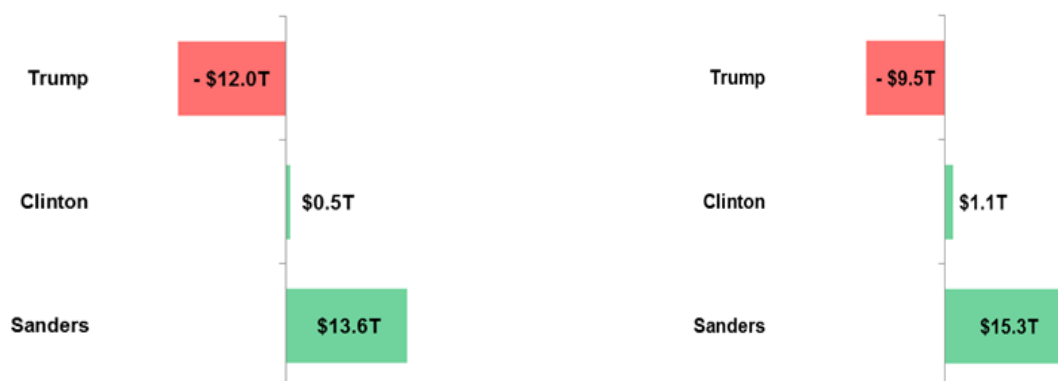 Trump - $12.0T
Clinton $0.5T
Sanders $13.6T
Trump - $9.5T
Clinton $1.1T
Sanders $15.3T